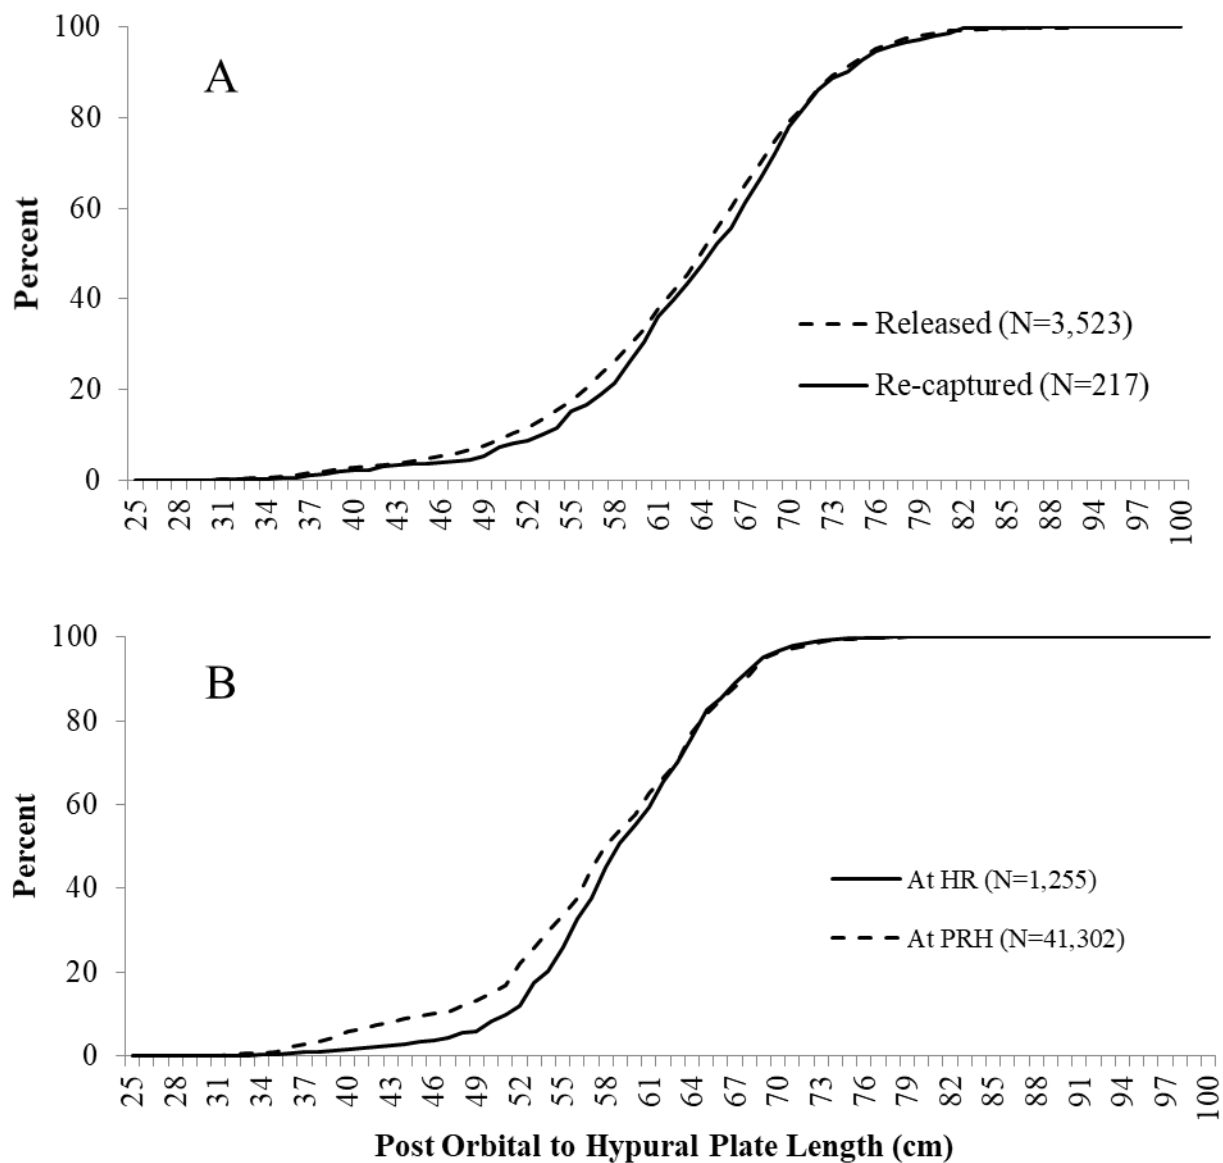 100
80
60
40
20
0
Percent
A
Released (N=3,523)
Re-captured (N=217)
25 28 31 34 37 40 43 46 49 52 55 58 61 64 67 70 73 76 79 82 85 88 94 97 100
100
80
60
40
20
0
Percent
B
At HR (N=1,255)
At PRH (N=41,302)
25 28 31 34 37 40 43 46 49 52 55 58 61 64 67 70 73 76 79 82 85 88 91 94 97 100
Post Orbital to Hypural Plate Length (cm)